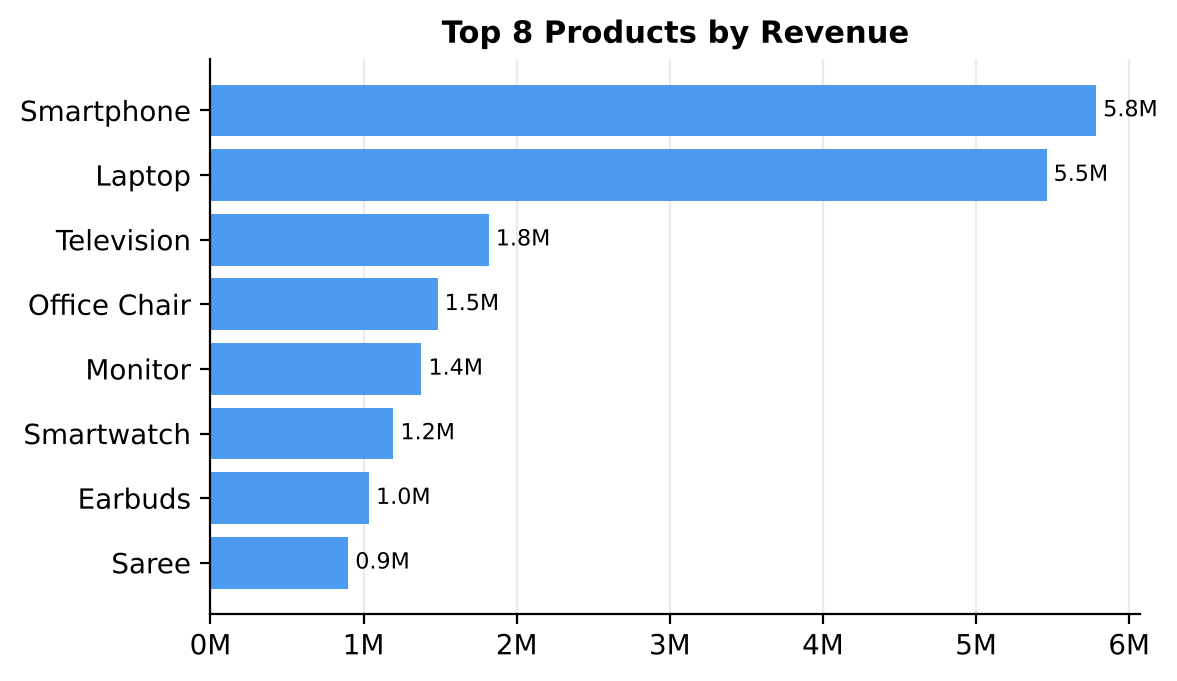 Top 8 Products by Revenue
Smartphone 5.8M
Laptop 5.5M
Television 1.8M
Office Chair 1.5M
Monitor 1.4M
Smartwatch 1.2M
Earbuds 1.0M
Saree 0.9M
0M 1M 2M 3M 4M 5M 6M